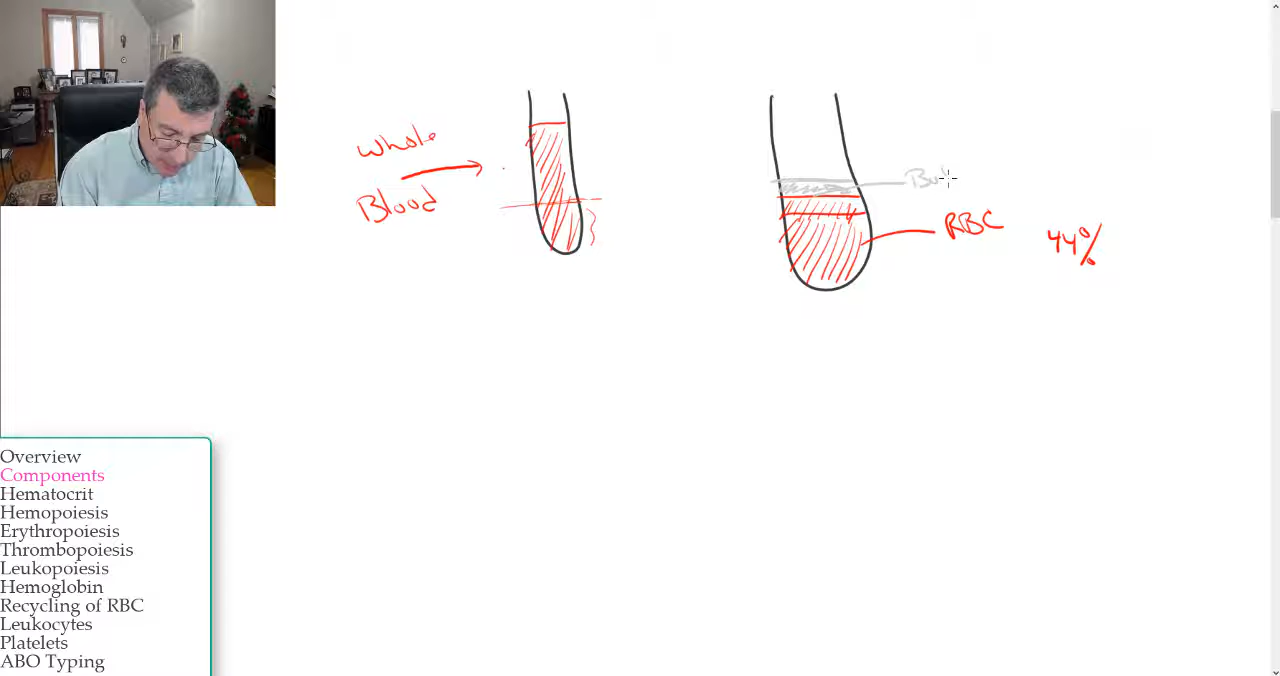 Whole
Blood
RBC
44%
Overview
Components
Hematocrit
Hemopoiesis
Erythropoiesis
Thrombopoiesis
Leukopoiesis
Hemoglobin
Recycling of RBC
Leukocytes
Platelets
ABO Typing